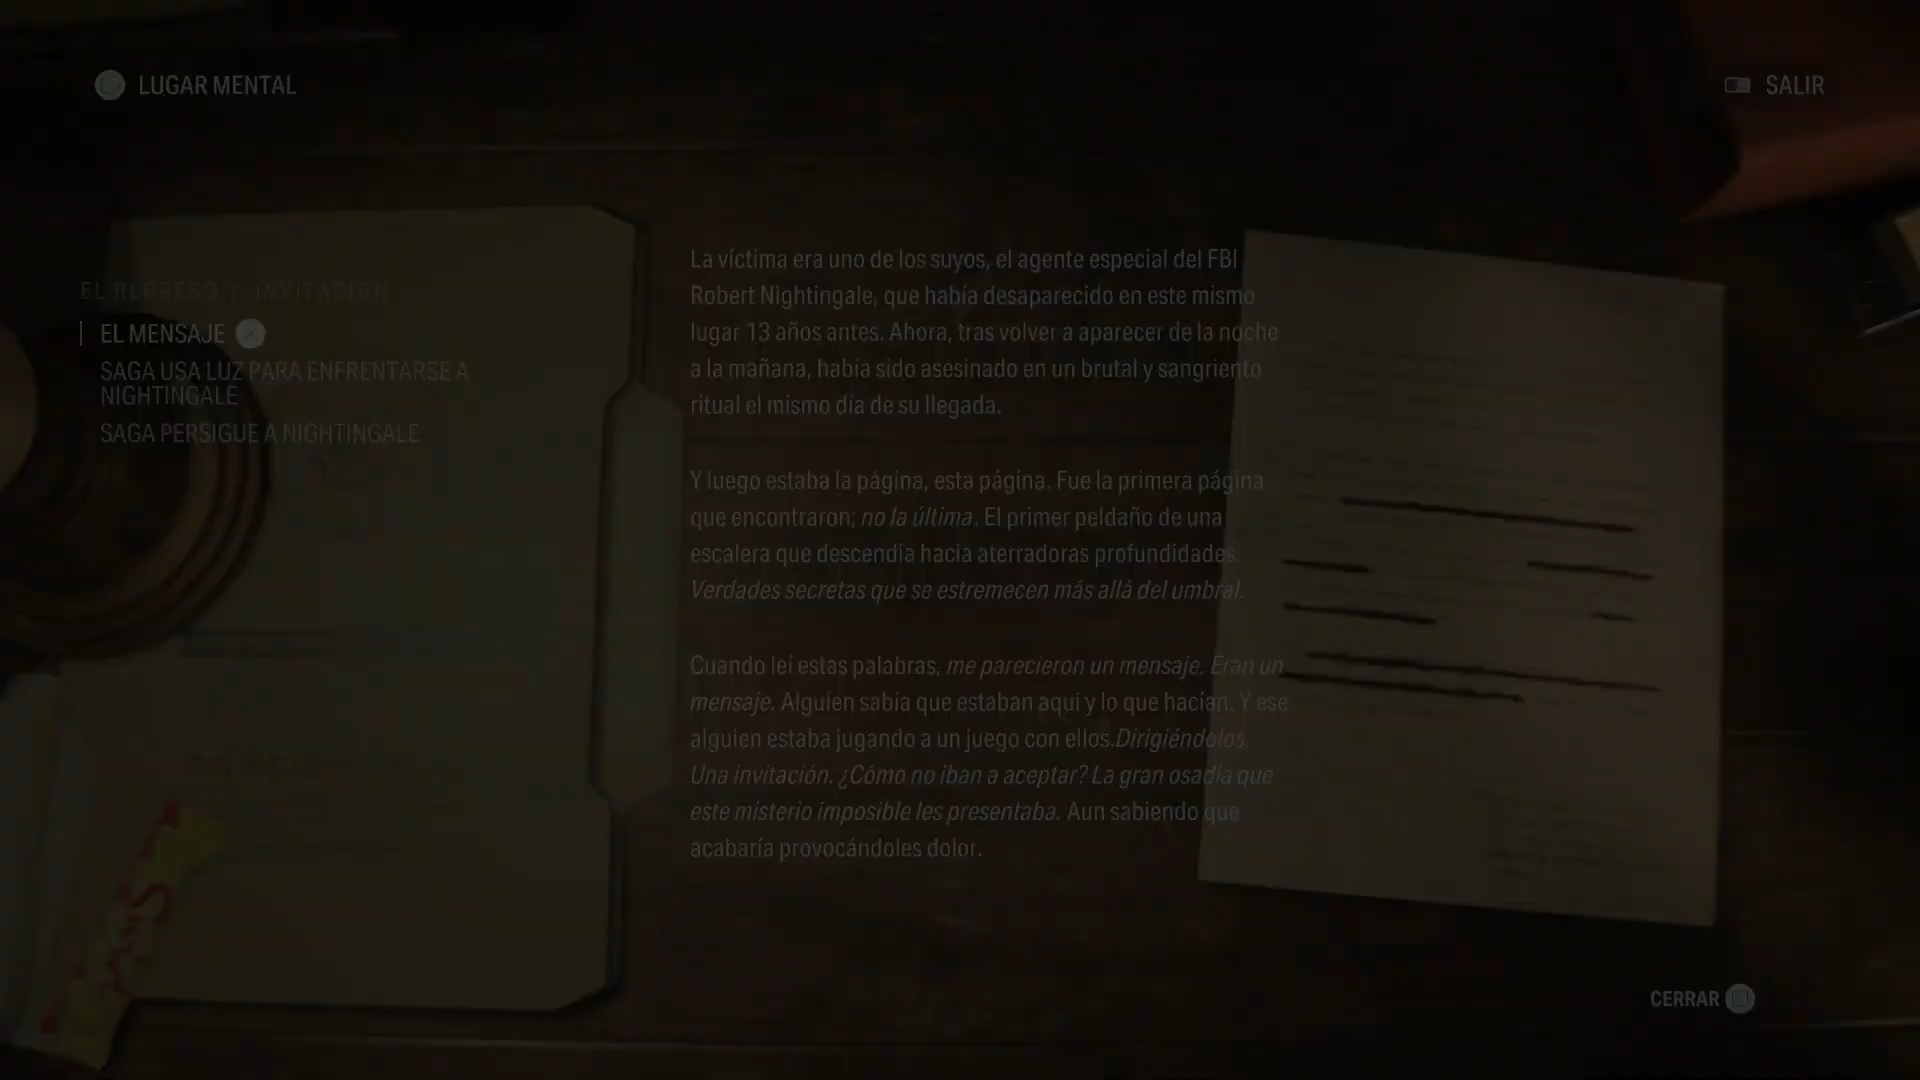 LUGAR MENTAL
SALIR
EL REGRESO 1: INVITACIÓN
EL MENSAJE
SAGA USA LUZ PARA ENFRENTARSE A
NIGHTINGALE
SAGA PERSIGUE A NIGHTINGALE
La víctima era uno de los suyos, el agente especial del FBI
Robert Nightingale, que había desaparecido en este mismo
lugar 13 años antes. Ahora, tras volver a aparecer de la noche
a la mañana, había sido asesinado en un brutal y sangriento
ritual el mismo día de su llegada.
Y luego estaba la página, esta página. Fue la primera página
que encontraron; no la última. El primer peldaño de una
escalera que descendía hacia aterradoras profundidades.
Verdades secretas que se estremecen más allá del umbral.
Cuando leí estas palabras, me parecieron un mensaje. Eran un
mensaje. Alguien sabía que estaban aquí y lo que hacían. Y ese
alguien estaba jugando a un juego con ellos.Dirigiéndolos.
Una invitación. ¿Cómo no iban a aceptar? La gran osadía que
este misterio imposible les presentaba. Aun sabiendo que
acabaría provocándoles dolor.
CERRAR